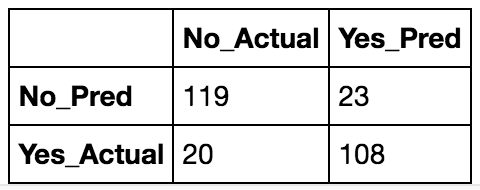 No_Actual Yes_Pred
No_Pred 119 23
Yes_Actual 20 108